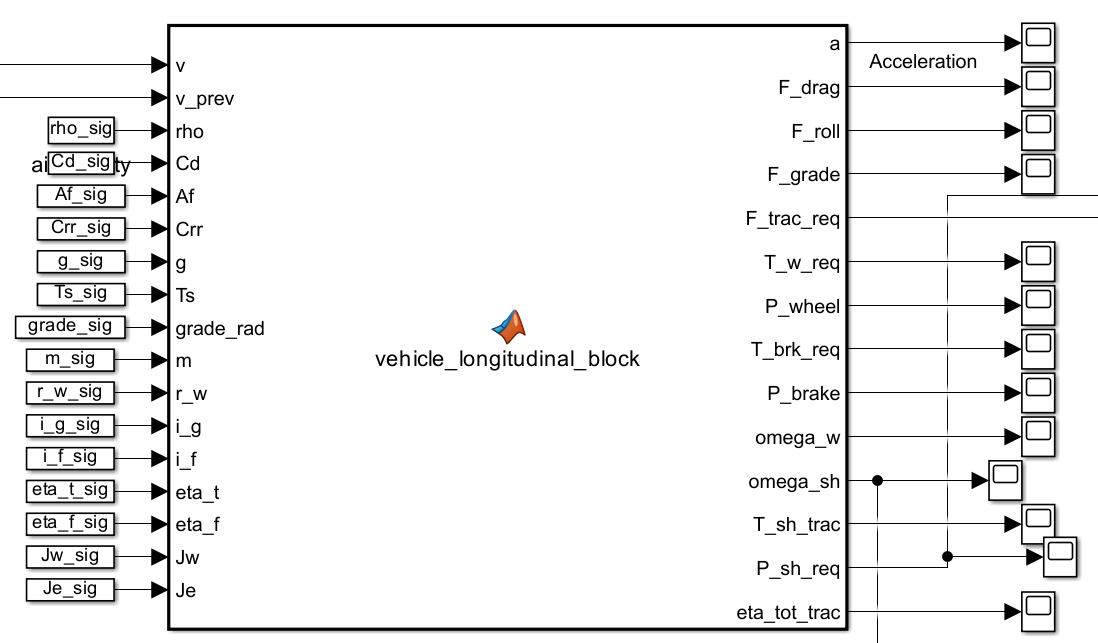 v
v_prev
rho_sig
rho
Cd_sig
ty
Cd
Af_sig
Af
Crr_sig
Crr
g_sig
g
Ts_sig
Ts
grade_sig
grade_rad
m_sig
m
r_w_sig
r_w
i_g_sig
i_g
i_f_sig
i_f
eta_t_sig
eta_t
eta_f_sig
eta_f
Jw_sig
Jw
Je_sig
Je
vehicle_longitudinal_block
a
Acceleration
F_drag
F_roll
F_grade
F_trac_req
T_w_req
P_wheel
T_brk_req
P_brake
omega_w
omega_sh
T_sh_trac
P_sh_req
eta_tot_trac